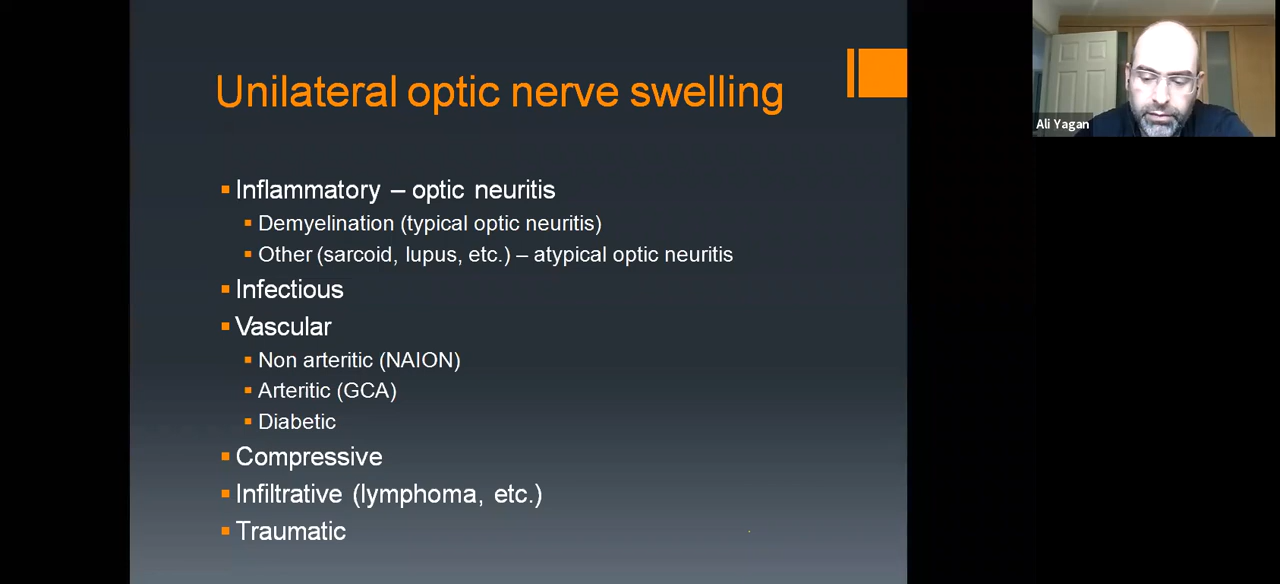 Unilateral optic nerve swelling
Inflammatory – optic neuritis
Demyelination (typical optic neuritis)
Other (sarcoid, lupus, etc.) – atypical optic neuritis
Infectious
Vascular
Non arteritic (NAION)
Arteritic (GCA)
Diabetic
Compressive
Infiltrative (lymphoma, etc.)
Traumatic
Ali Yagan